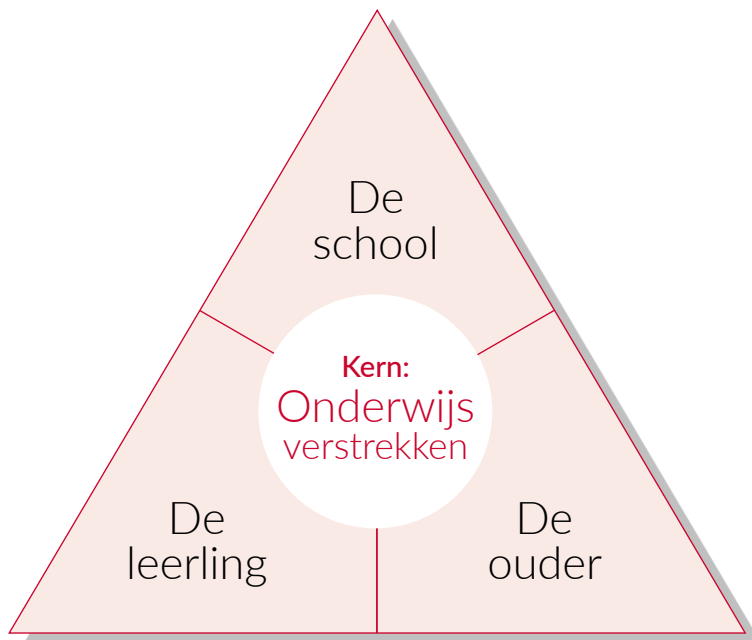 De
school
Kern:
Onderwijs
verstrekken
De
leerling
De
ouder